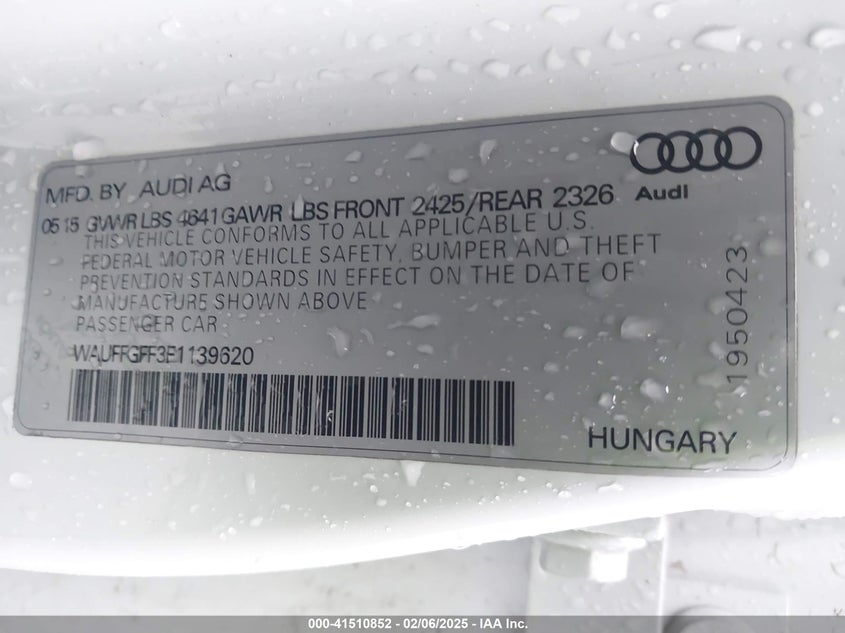 MFD. BY AUDI AG
05 15 GVWR LBS 4641 GAWR LBS FRONT 2425/REAR 2326
Audi
THIS VEHICLE CONFORMS TO ALL APPLICABLE U.S.
FEDERAL MOTOR VEHICLE SAFETY, BUMPER AND THEFT
PREVENTION STANDARDS IN EFFECT ON THE DATE OF
MANUFACTURE SHOWN ABOVE
PASSENGER CAR
WAUFFGFF3F1139620
HUNGARY
1950423
000-41510852 - 02/06/2025 - IAA Inc.